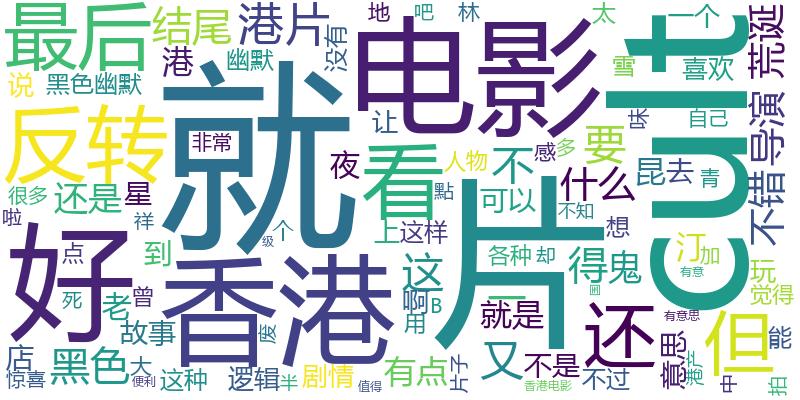 最后
结尾
港片
电影
地
吧
林
太
一个
荒诞
没有
港
幽默
雪
喜欢
说
黑色幽默
cult
味
自己
导演
反转
就
非常
让
看
不
感
多
要
夜
人物
昆
去
青
不错
很多
还是
星
點
可以
什么
不知
想
啦
祥
个
级
上
这样
好
点
到
香港
片
这
各种
却
得
鬼
汀
加
有意
玩
觉得
死
老
曾
啊
B
一
还
用
就是
但
有意思
故事
度
能
店
黑色
又
不是
意思
惊喜
大
便利
这种
逻辑
半
剧情
值得
有点
片子
香港电影
不过
港茫
中
拍